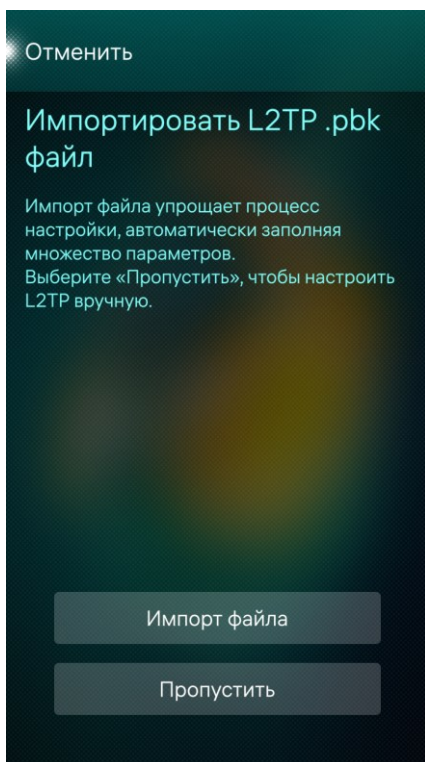 Отменить
Импортировать L2TP .pbk
файл
Импорт файла упрощает процесс
настройки, автоматически заполняя
множество параметров.
Выберите «Пропустить», чтобы настроить
L2TP вручную.
Импорт файла
Пропустить